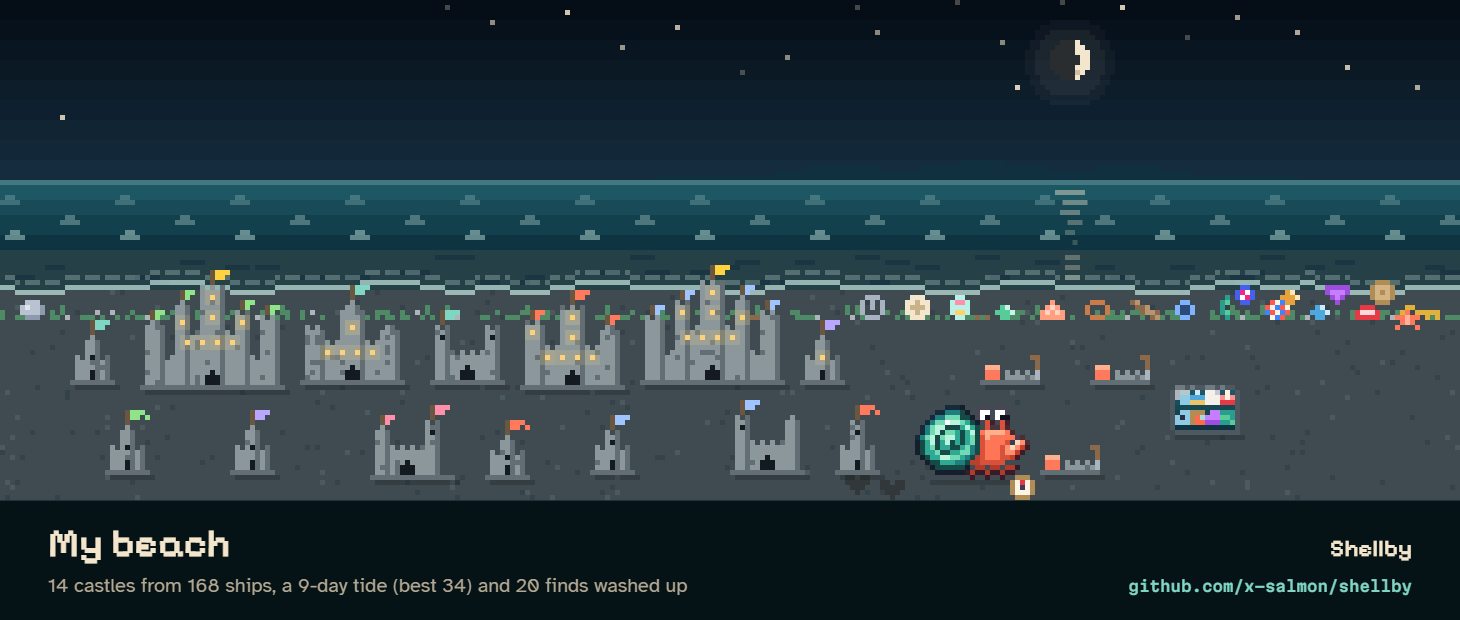 My beach
14 castles from 168 ships, a 9-day tide (best 34) and 20 finds washed up
Shellby
github.com/x-salmon/shellby